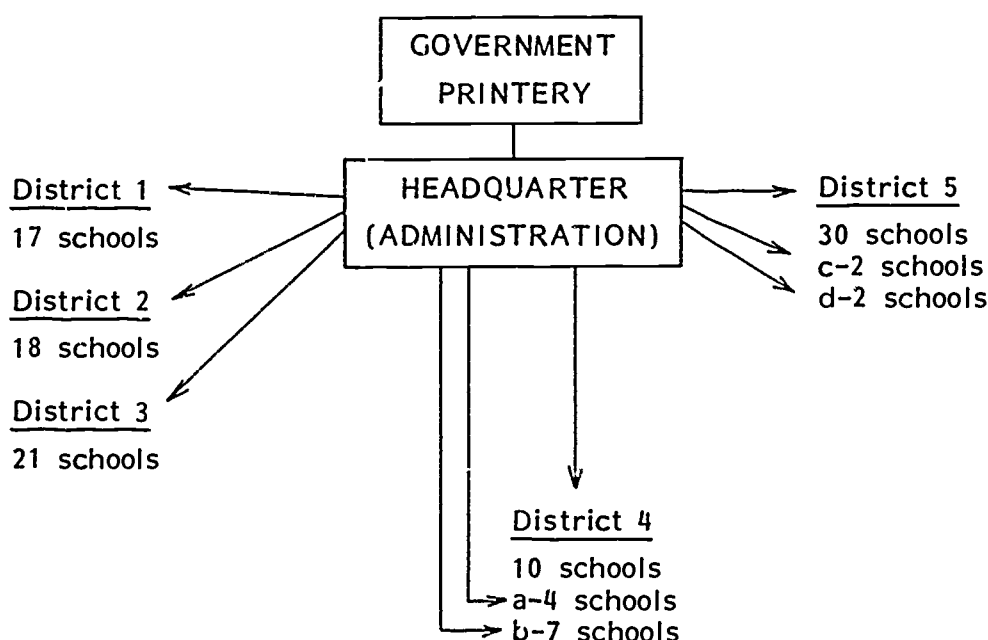 GOVERNMENT
PRINTERY
HEADQUARTER
(ADMINISTRATION)
District 1
17 schools
District 2
18 schools
District 3
21 schools
District 5
30 schools
c-2 schools
d-2 schools
District 4
10 schools
a-4 schools
b-7 schools